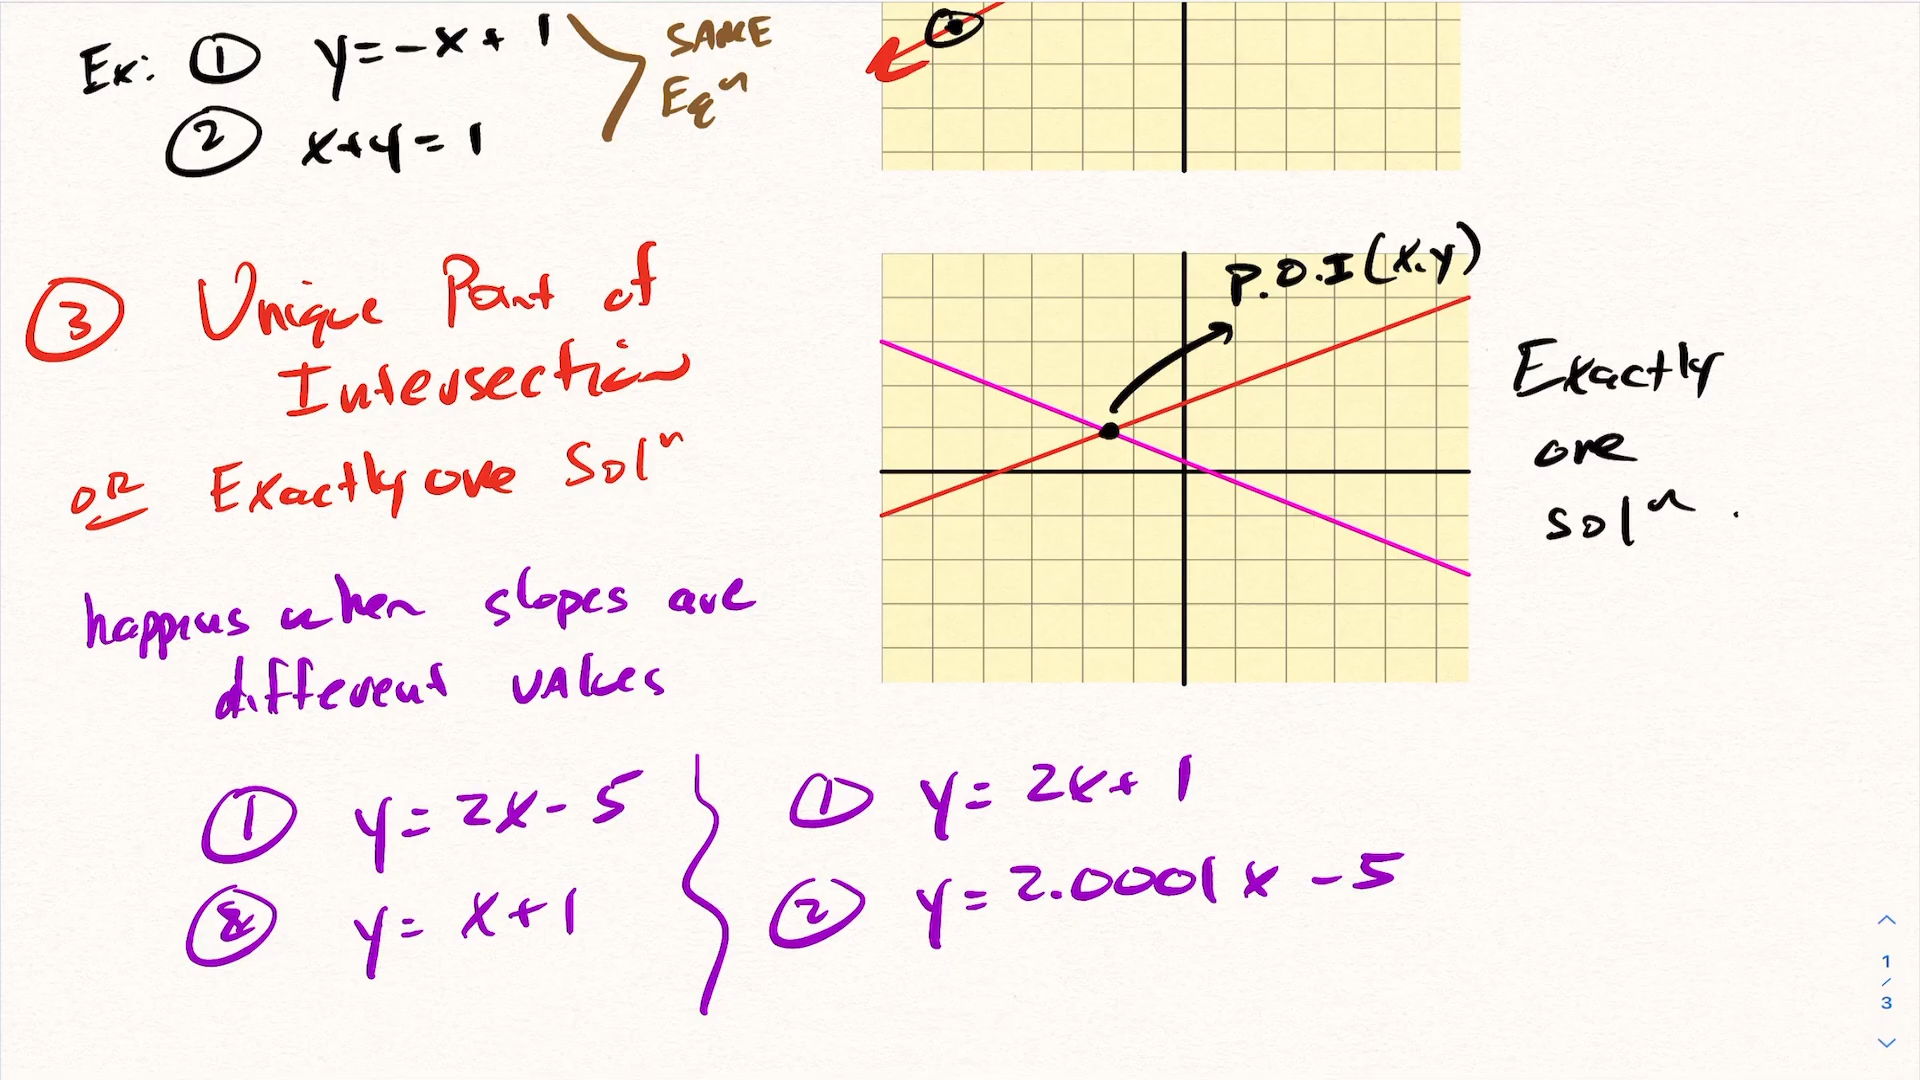 Ex: ① y=-x+1
SAME
Eqⁿ
② x+y=1
③ Unique Point of
Intersection
or Exactly one Solⁿ
P.O.I (x,y)
Exactly
one
solⁿ.
happens when slopes are
different values
① y=2x-5
② y=x+1
① y=2x+1
② y=2.0001x-5
1
/
3